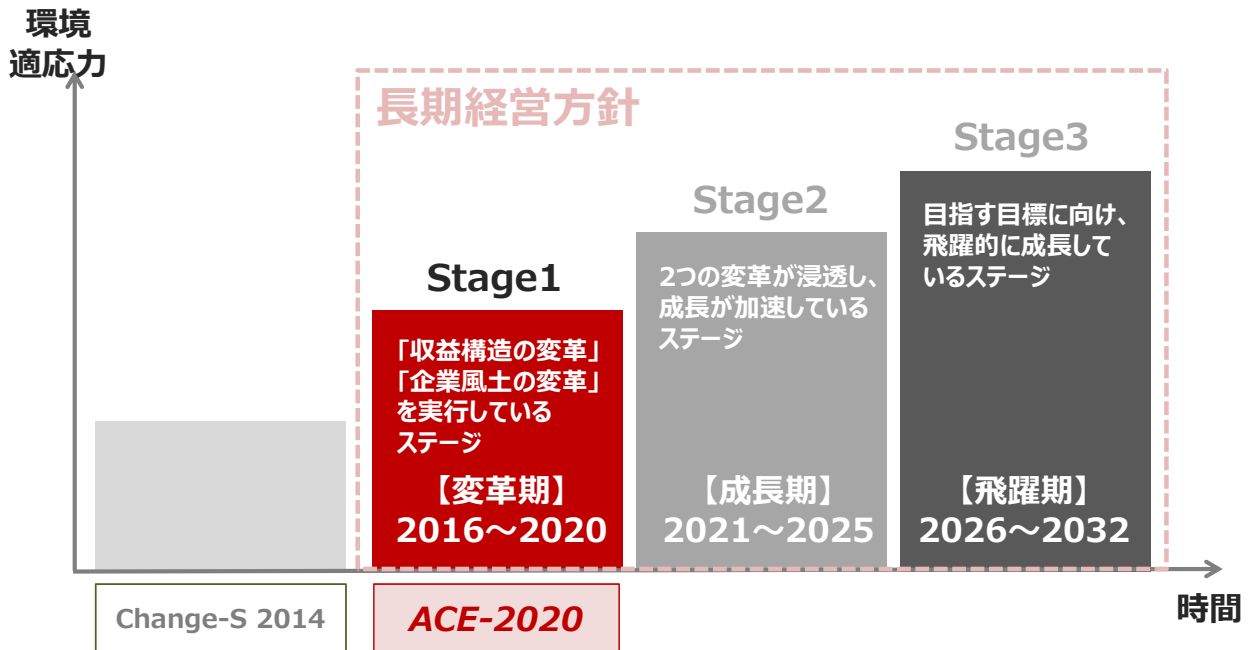 環境
適応力
長期経営方針
Stage1
「収益構造の変革」
「企業風土の変革」
を実行している
ステージ
【変革期】
2016～2020
Stage2
2つの変革が浸透し、
成長が加速している
ステージ
【成長期】
2021～2025
Stage3
目指す目標に向け、
飛躍的に成長して
いるステージ
【飛躍期】
2026～2032
時間
Change-S 2014
ACE-2020